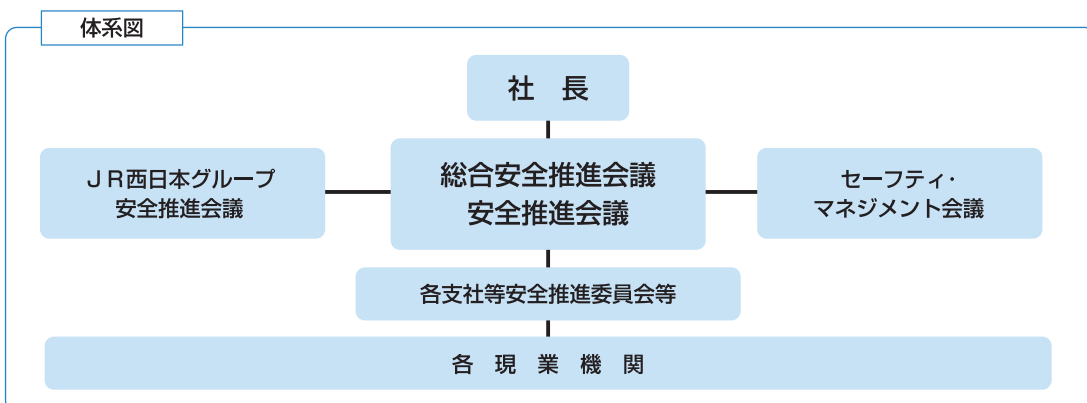 体系図
社　長
ＪＲ西日本グループ
安全推進会議
総合安全推進会議
安全推進会議
セーフティ・
マネジメント会議
各支社等安全推進委員会等
各　現　業　機　関